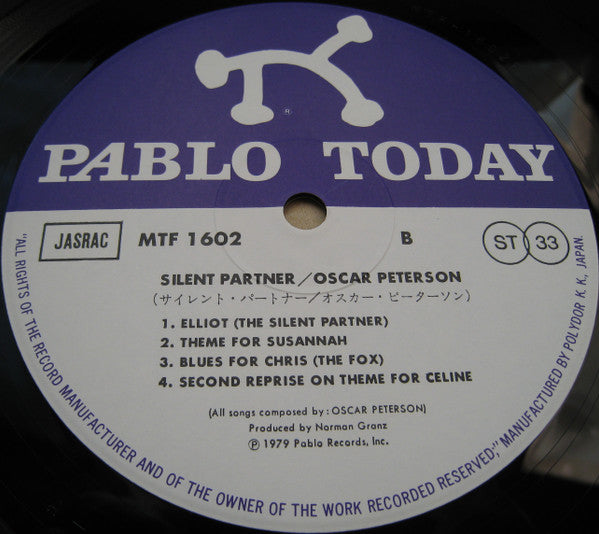 ®
PABLO TODAY
JASRAC
MTF 1602
B
ST 33
SILENT PARTNER/OSCAR PETERSON
(サイレント・パートナー/オスカー・ピーターソン)
1. ELLIOT (THE SILENT PARTNER)
2. THEME FOR SUSANNAH
3. BLUES FOR CHRIS (THE FOX)
4. SECOND REPRISE ON THEME FOR CELINE
(All songs composed by: OSCAR PETERSON)
Produced by Norman Granz
℗ 1979 Pablo Records, Inc.
"ALL RIGHTS OF THE RECORD MANUFACTURER AND OF THE OWNER OF THE WORK RECORDED RESERVED;" MANUFACTURED BY POLYDOR K.K., JAPAN.